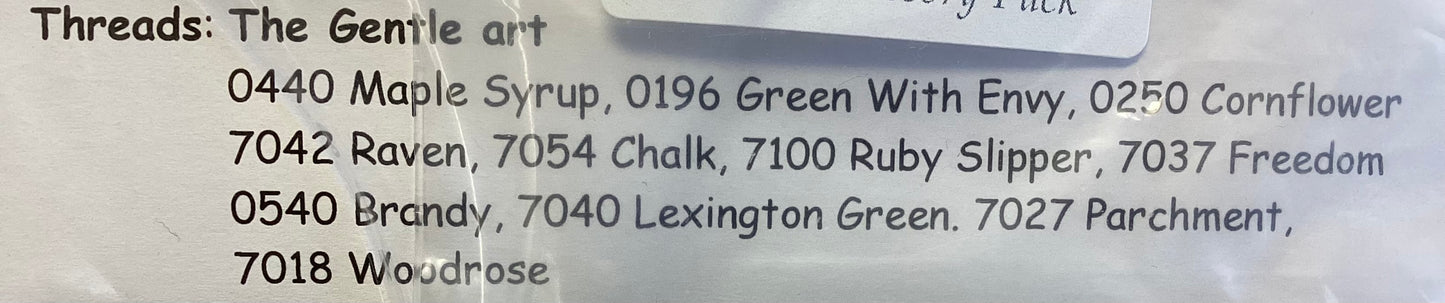 Pack
Threads: The Gentle art
0440 Maple Syrup, 0196 Green With Envy, 0250 Cornflower
7042 Raven, 7054 Chalk, 7100 Ruby Slipper, 7037 Freedom
0540 Brandy, 7040 Lexington Green. 7027 Parchment,
7018 Woodrose